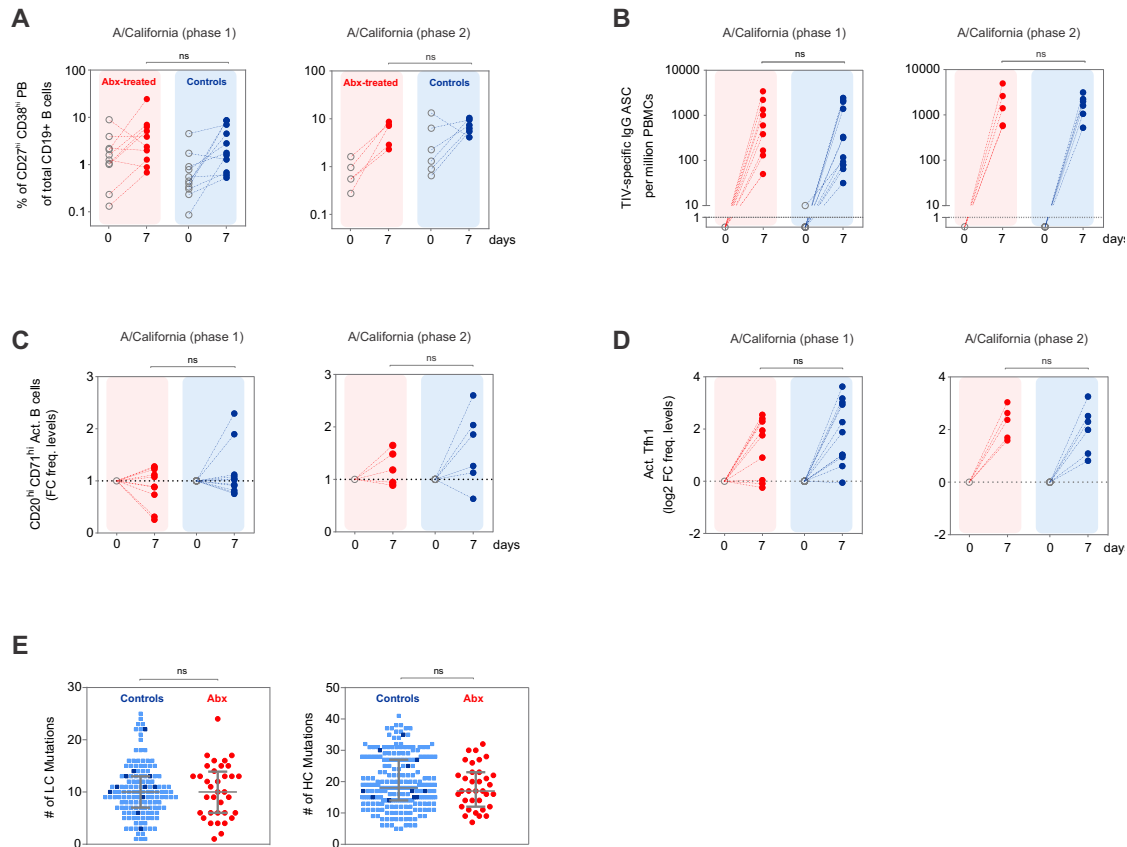 A
A/California (phase 1)
A/California (phase 2)
ns
ns
% of CD27hi CD38hi PB
of total CD19+ B cells
100
10
1
0.1
Abx-treated
Controls
0
7
0
7
100
10
1
0.1
Abx-treated
Controls
0
7
0
7
days
B
A/California (phase 1)
A/California (phase 2)
ns
ns
TIV-specific IgG ASC
per million PBMCs
10000
1000
100
10
1
0
7
0
7
10000
1000
100
10
1
0
7
0
7
days
C
A/California (phase 1)
A/California (phase 2)
ns
ns
CD20hi CD71hi Act. B cells
(FC freq. levels)
3
2
1
0
0
7
0
7
3
2
1
0
0
7
0
7
days
D
A/California (phase 1)
A/California (phase 2)
ns
ns
Act. Tfh1
(log2 FC freq. levels)
4
2
0
-2
0
7
0
7
4
2
0
-2
0
7
0
7
days
E
ns
# of LC Mutations
30
20
10
0
Controls
Abx
ns
# of HC Mutations
50
40
30
20
10
0
Controls
Abx